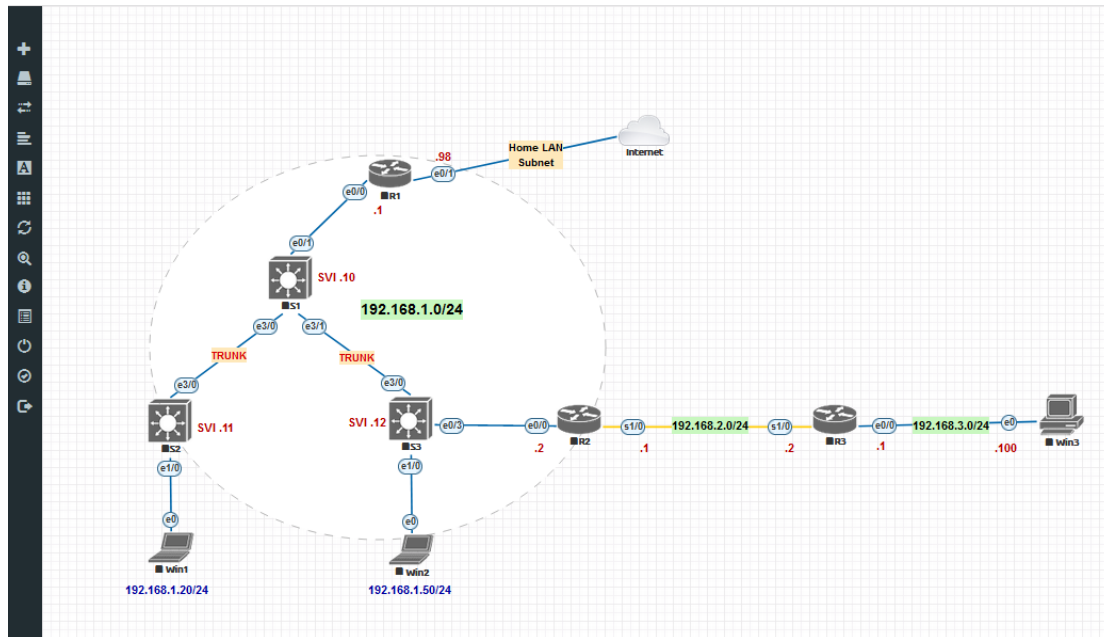 Home LAN
Subnet
Internet
.98
e0/1
R1
e0/0
.1
e0/1
SVI .10
S1
192.168.1.0/24
e3/0
e3/1
TRUNK
TRUNK
e3/0
e3/0
SVI .11
S2
SVI .12
S3
e0/3
e0/0
R2
.2
s1/0
.1
192.168.2.0/24
s1/0
.2
R3
e0/0
.1
192.168.3.0/24
e0
.100
Win3
e1/0
e1/0
e0
e0
Win1
Win2
192.168.1.20/24
192.168.1.50/24